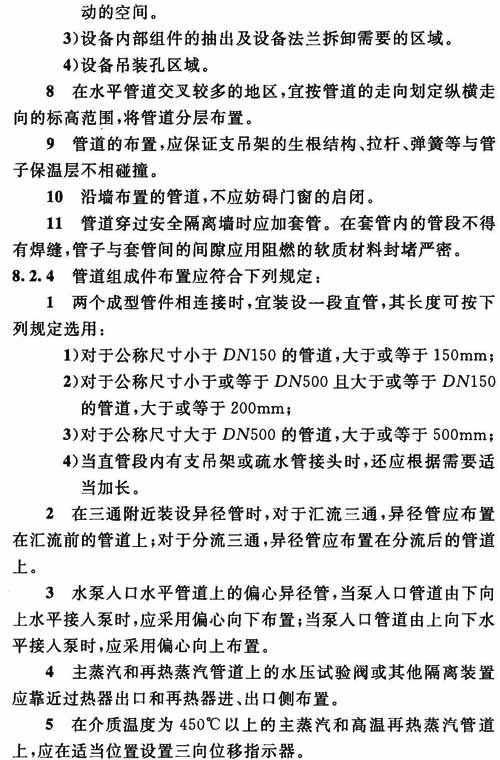 动的空间。
3)设备内部组件的抽出及设备法兰拆卸需要的区域。
4)设备吊装孔区域。
8 在水平管道交叉较多的地区,宜按管道的走向划定纵横走
向的标高范围,将管道分层布置。
9 管道的布置,应保证支吊架的生根结构、拉杆、弹簧等与管
子保温层不相碰撞。
10 沿墙布置的管道,不应妨碍门窗的启闭。
11 管道穿过安全隔离墙时应加套管。在套管内的管段不得
有焊缝,管子与套管间的间隙应用阻燃的软质材料封堵严密。
8.2.4 管道组成件布置应符合下列规定:
1 两个成型管件相连接时,宜装设一段直管,其长度可按下
列规定选用:
1)对于公称尺寸小于 DN150 的管道,大于或等于 150mm;
2)对于公称尺寸小于或等于 DN500 且大于或等于 DN150
的管道,大于或等于 200mm;
3)对于公称尺寸大于 DN500 的管道,大于或等于 500mm;
4)当直管段内有支吊架或疏水管接头时,还应根据需要适
当加长。
2 在三通附近装设异径管时,对于汇流三通,异径管应布置
在汇流前的管道上;对于分流三通,异径管应布置在分流后的管道
上。
3 水泵入口水平管道上的偏心异径管,当泵入口管道由下向
上水平接入泵时,应采用偏心向下布置;当泵入口管道由上向下水
平接入泵时,应采用偏心向上布置。
4 主蒸汽和再热蒸汽管道上的水压试验阀或其他隔离装置
应靠近过热器出口和再热器进、出口侧布置。
5 在介质温度为 450℃以上的主蒸汽和高温再热蒸汽管道
上,应在适当位置设置三向位移指示器。